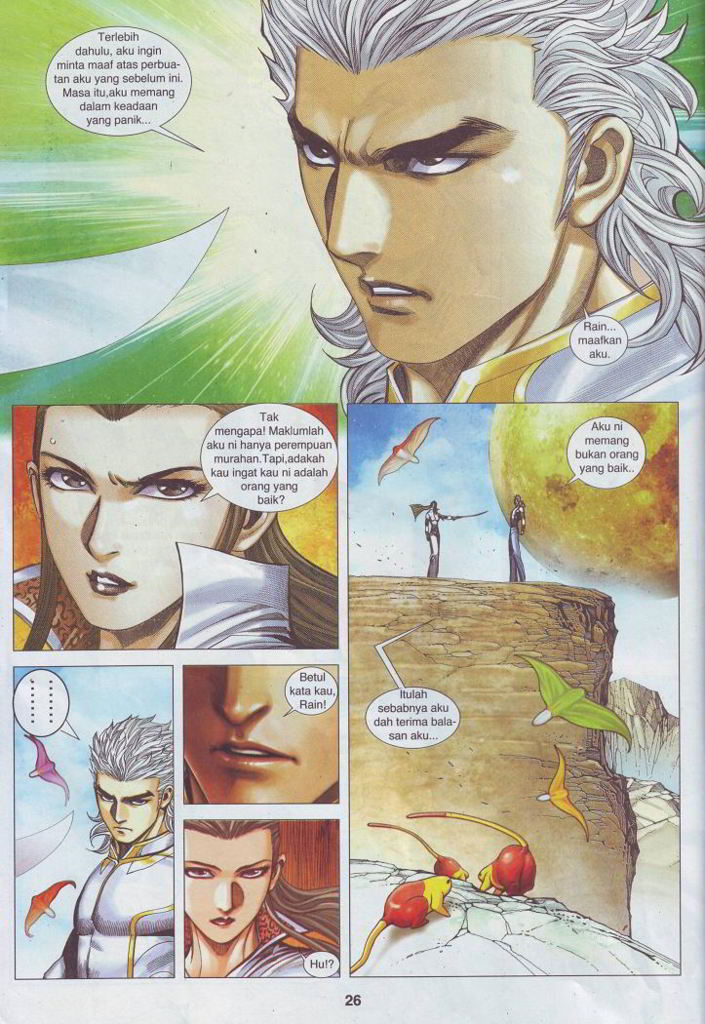 Terlebih
dahulu, aku ingin
minta maaf atas perbua-
tan aku yang sebelum ini.
Masa itu,aku memang
dalam keadaan
yang panik...
Rain...
maafkan
aku.
Tak
mengapa! Maklumlah
aku ni hanya perempuan
murahan.Tapi,adakah
kau ingat kau ni adalah
orang yang
baik?
Aku ni
memang
bukan orang
yang baik..
Itulah
sebabnya aku
dah terima bala-
san aku...
Betul
kata kau,
Rain!
Hu!?
26